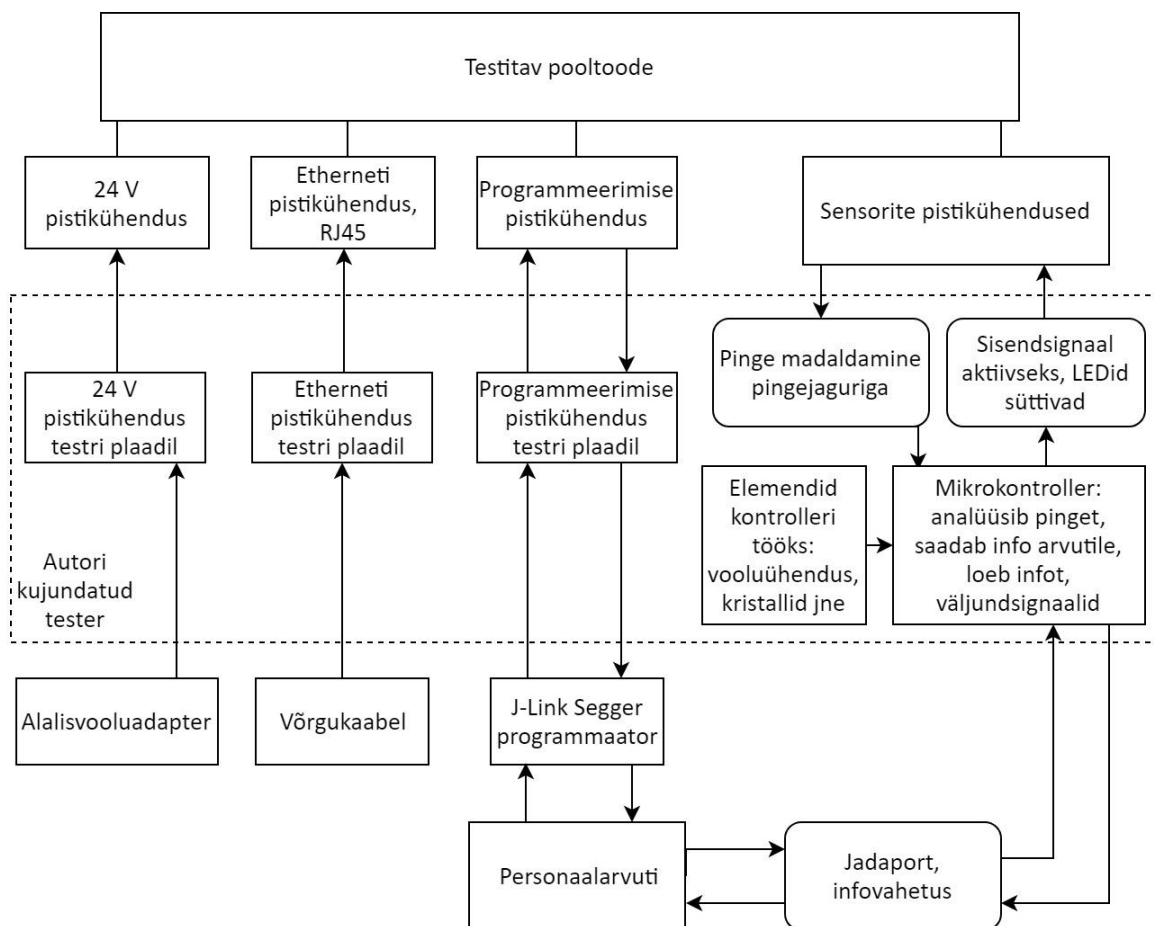 Testitav pooltoode
24 V
pistikühendus
Etherneti
pistikühendus,
RJ45
Programmeerimise
pistikühendus
Sensorite pistikühendused
Pinge madaldamine
pingejaguriga
Sisendsignaal
aktiivseks, LEDid
süttivad
24 V
pistikühendus
testri plaadil
Etherneti
pistikühendus
testri plaadil
Programmeerimise
pistikühendus
testri plaadil
Elemendid
kontrolleri
tööks:
vooluühendus,
kristallid jne
Mikrokontroller:
analüüsib pinget,
saadab info arvutile,
loeb infot,
väljundsignaalid
Autori
kujundatud
tester
Alalisvooluadapter
Võrgukaabel
J-Link Segger
programmaator
Personaalarvuti
Jadaport,
infovahetus